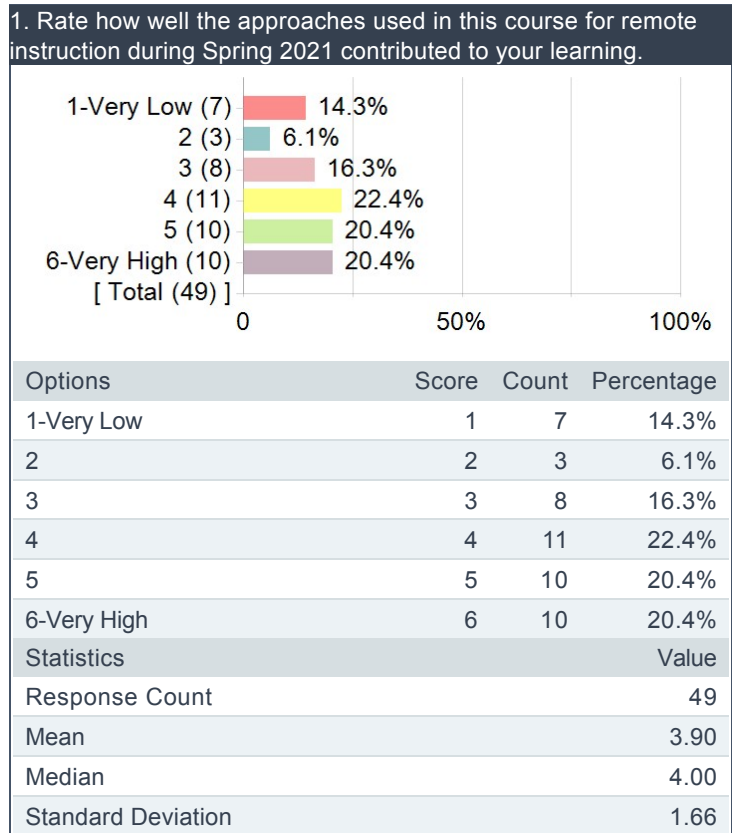 1. Rate how well the approaches used in this course for remote
instruction during Spring 2021 contributed to your learning.
1-Very Low (7) 14.3%
2 (3) 6.1%
3 (8) 16.3%
4 (11) 22.4%
5 (10) 20.4%
6-Very High (10) 20.4%
[ Total (49) ]
0 50% 100%
Options Score Count Percentage
1-Very Low 1 7 14.3%
2 2 3 6.1%
3 3 8 16.3%
4 4 11 22.4%
5 5 10 20.4%
6-Very High 6 10 20.4%
Statistics Value
Response Count 49
Mean 3.90
Median 4.00
Standard Deviation 1.66